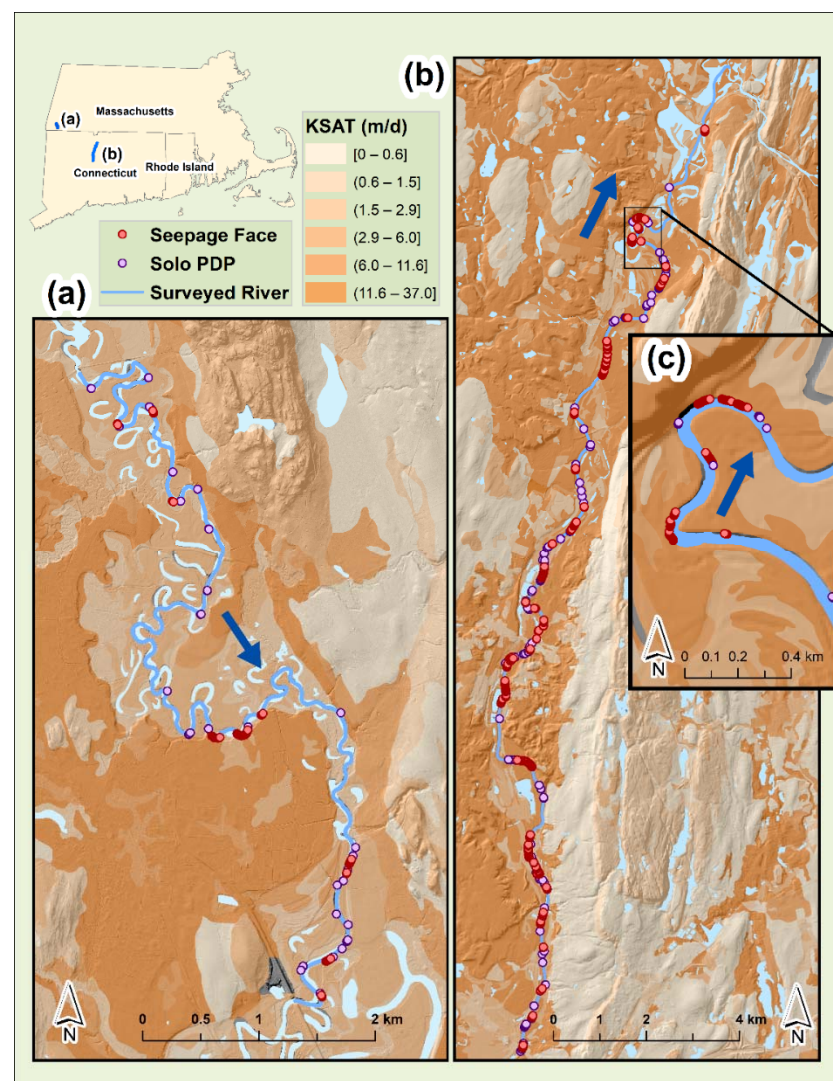 Massachusetts
(a)
(b)
Connecticut
Rhode Island
KSAT (m/d)
[0 – 0.6]
(0.6 – 1.5]
(1.5 – 2.9]
(2.9 – 6.0]
(6.0 – 11.6]
(11.6 – 37.0]
Seepage Face
Solo PDP
Surveyed River
(a)
N
0 0.5 1 2 km
(b)
0 1 2 4 km
N
(c)
N
0 0.1 0.2 0.4 km